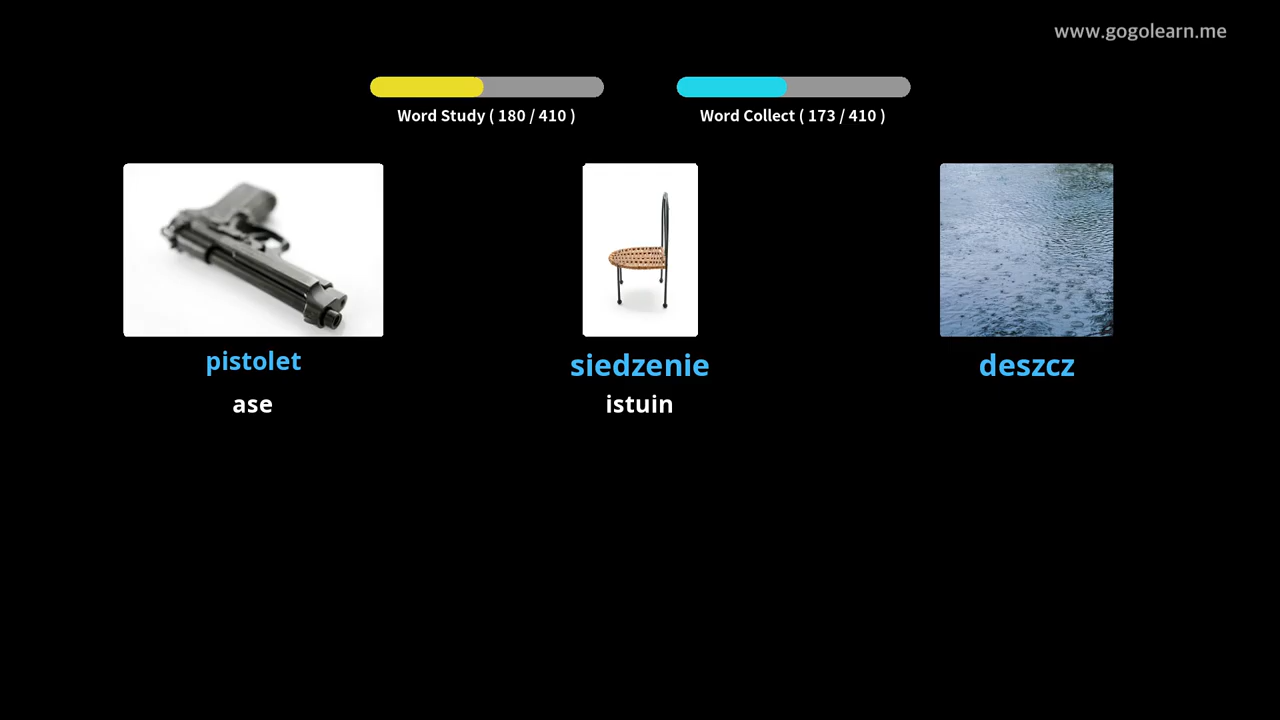 www.gogolearn.me
Word Study ( 180 / 410 )
Word Collect ( 173 / 410 )
pistolet
ase
siedzenie
istuin
deszcz